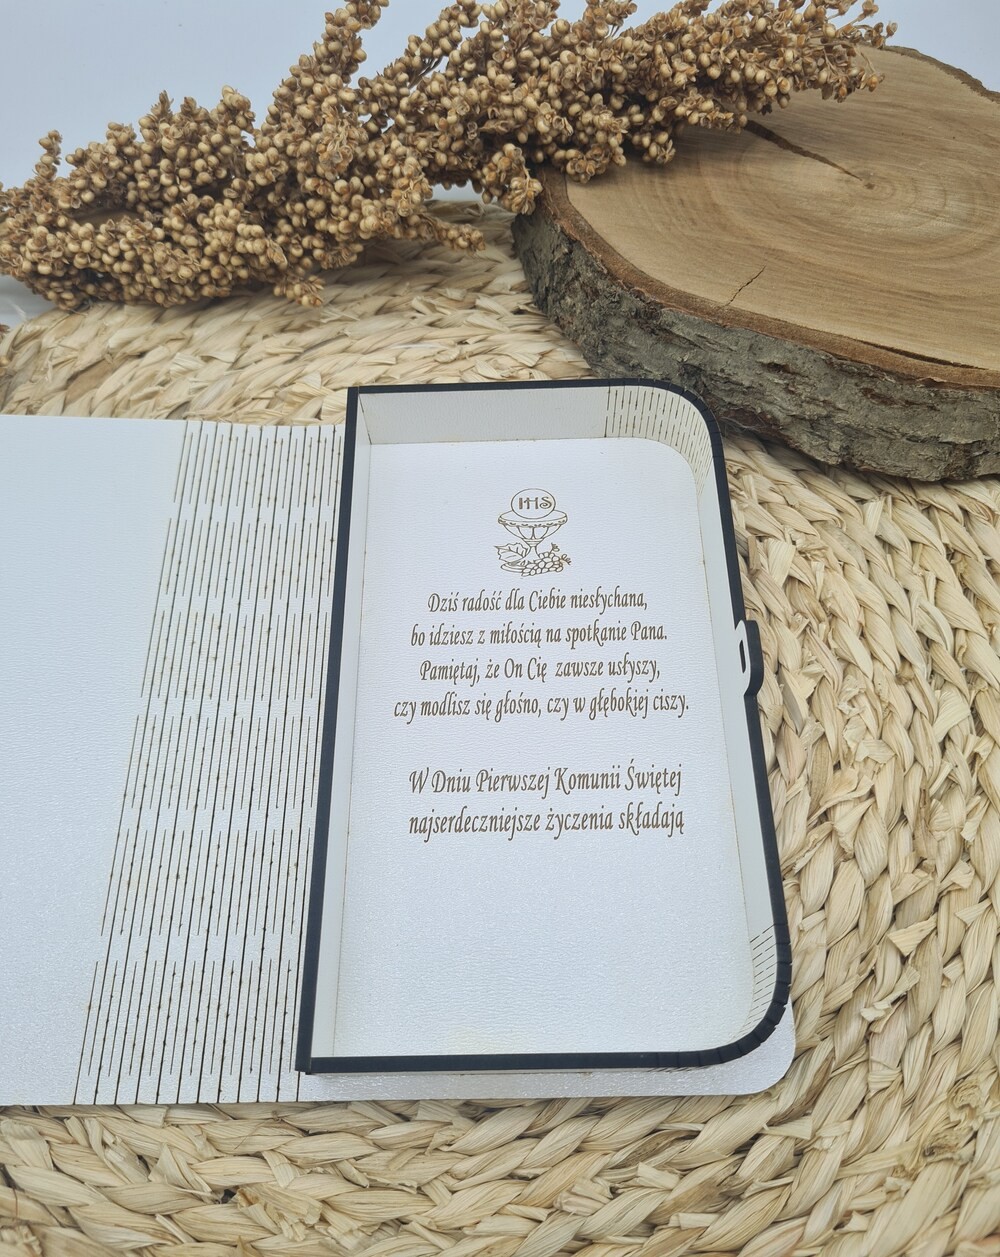 IHS
Dziś radość dla Ciebie niesłychana,
bo idziesz z miłością na spotkanie Pana.
Pamiętaj, że On Cię zawsze usłyszy,
czy modlisz się głośno, czy w głębokiej ciszy.
W Dniu Pierwszej Komunii Świętej
najserdeczniejsze życzenia składają